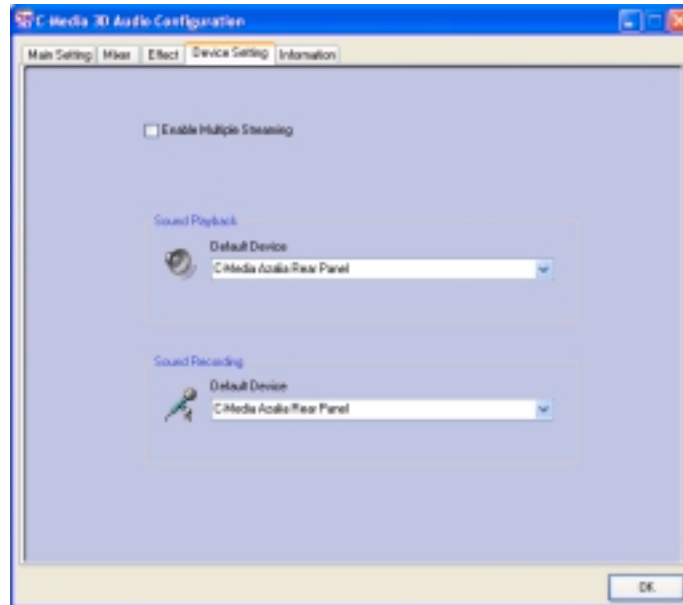 C-Media 3D Audio Configuration
Main Setting Mixer Effect Device Setting Information
Enable Multiple Streaming
Sound Playback
Default Device
C-Media Azalia Rear Panel
Sound Recording
Default Device
C-Media Azalia Rear Panel
OK